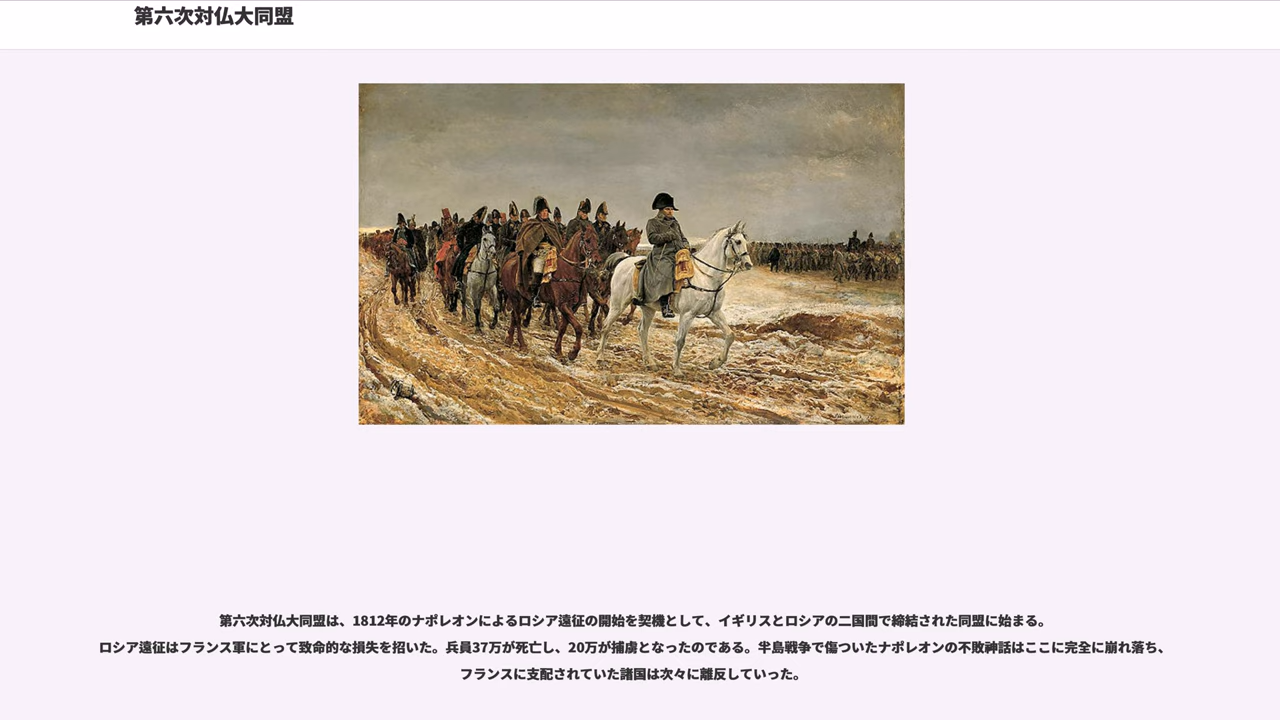 第六次対仏大同盟
第六次対仏大同盟は、1812年のナポレオンによるロシア遠征の開始を契機として、イギリスとロシアの二国間で締結された同盟に始まる。
ロシア遠征はフランス軍にとって致命的な損失を招いた。兵員37万が死亡し、20万が捕虜となったのである。半島戦争で傷ついたナポレオンの不敗神話はここに完全に崩れ落ち、
フランスに支配されていた諸国は次々に離反していった。